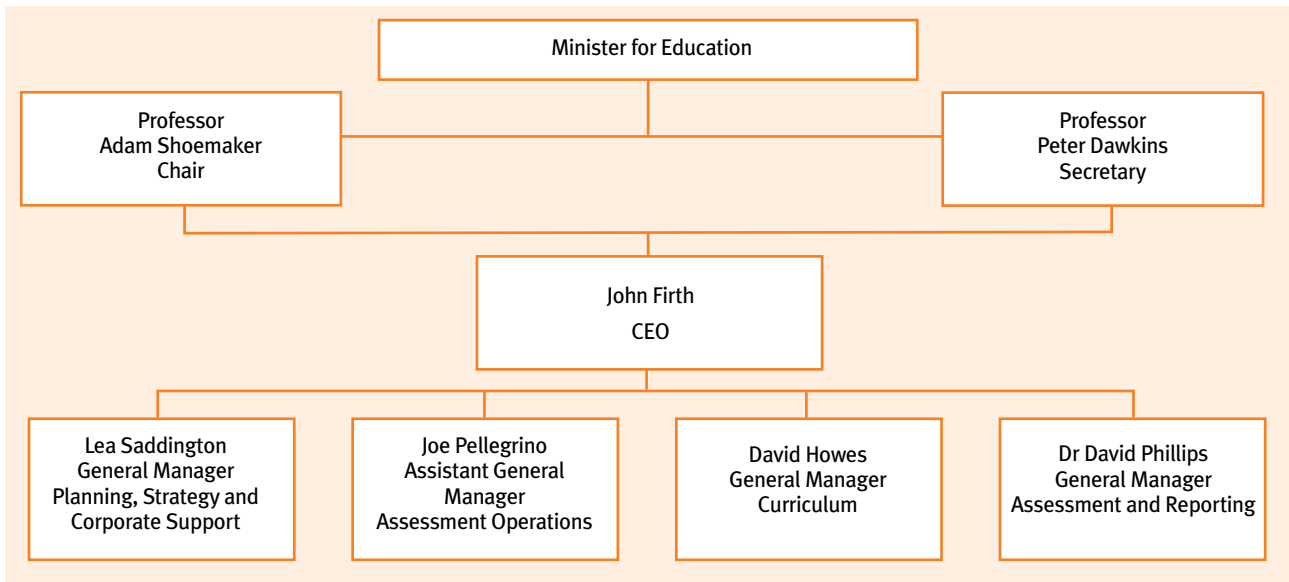 Minister for Education
Professor
Adam Shoemaker
Chair
Professor
Peter Dawkins
Secretary
John Firth
CEO
Lea Saddington
General Manager
Planning, Strategy and
Corporate Support
Joe Pellegrino
Assistant General
Manager
Assessment Operations
David Howes
General Manager
Curriculum
Dr David Phillips
General Manager
Assessment and Reporting